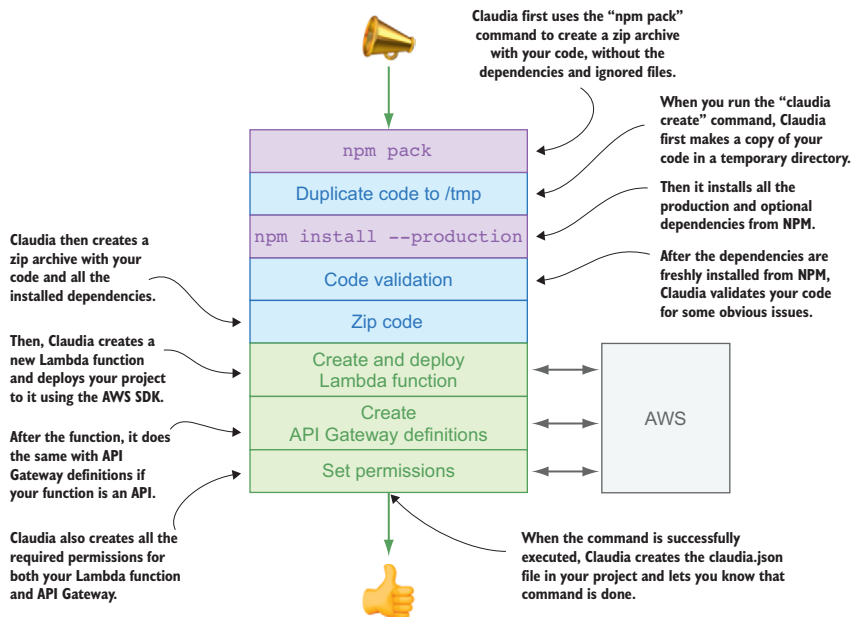 Claudia first uses the “npm pack”
command to create a zip archive
with your code, without the
dependencies and ignored files.
When you run the “claudia
create” command, Claudia
first makes a copy of your
code in a temporary directory.
npm pack
Duplicate code to /tmp
Then it installs all the
production and optional
dependencies from NPM.
npm install --production
Claudia then creates a
zip archive with your
code and all the
installed dependencies.
After the dependencies are
freshly installed from NPM,
Claudia validates your code
for some obvious issues.
Code validation
Zip code
Then, Claudia creates a
new Lambda function
and deploys your project
to it using the AWS SDK.
Create and deploy
Lambda function
Create
API Gateway definitions
AWS
After the function, it does
the same with API
Gateway definitions if
your function is an API.
Set permissions
Claudia also creates all the
required permissions for
both your Lambda function
and API Gateway.
When the command is successfully
executed, Claudia creates the claudia.json
file in your project and lets you know that
command is done.